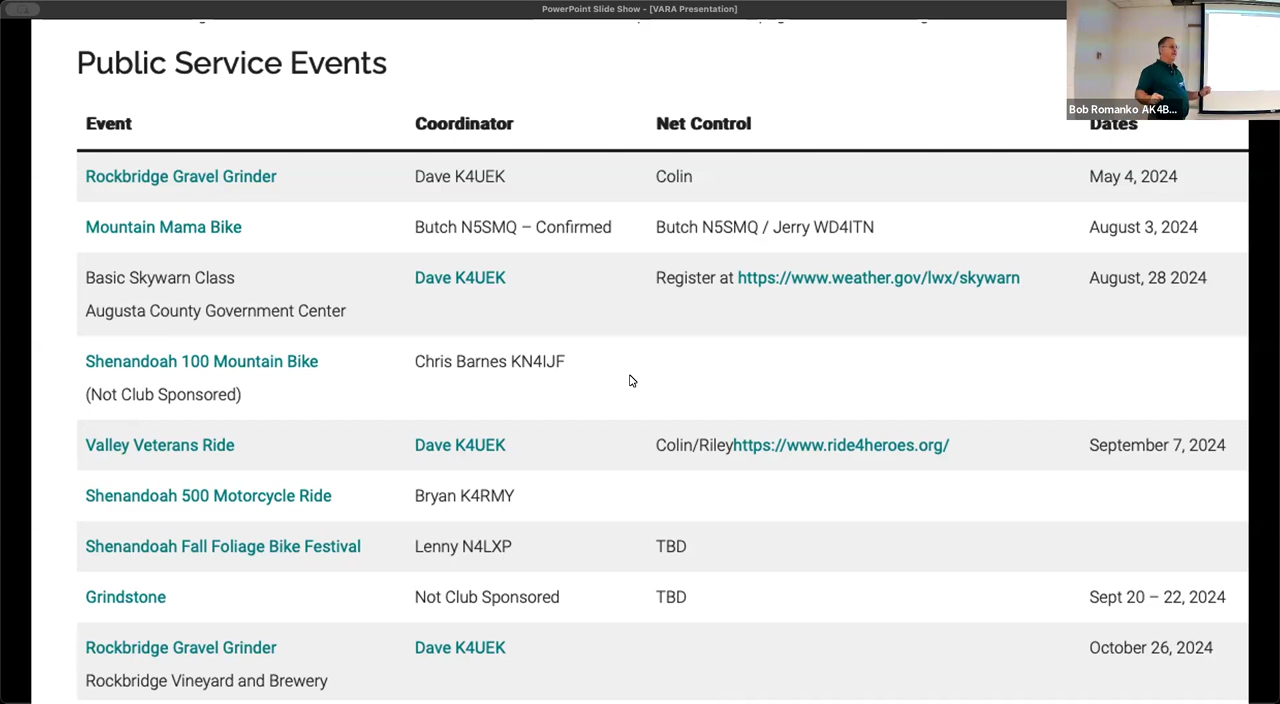 PowerPoint Slide Show - [VARA Presentation]
Public Service Events
Bob Romanko AK4B...
Event Coordinator Net Control Dates
Rockbridge Gravel Grinder Dave K4UEK Colin May 4, 2024
Mountain Mama Bike Butch N5SMQ – Confirmed Butch N5SMQ / Jerry WD4ITN August 3, 2024
Basic Skywarn Class Dave K4UEK Register at https://www.weather.gov/lwx/skywarn August, 28 2024
Augusta County Government Center
Shenandoah 100 Mountain Bike Chris Barnes KN4IJF
(Not Club Sponsored)
Valley Veterans Ride Dave K4UEK Colin/Rileyhttps://www.ride4heroes.org/ September 7, 2024
Shenandoah 500 Motorcycle Ride Bryan K4RMY
Shenandoah Fall Foliage Bike Festival Lenny N4LXP TBD
Grindstone Not Club Sponsored TBD Sept 20 – 22, 2024
Rockbridge Gravel Grinder Dave K4UEK October 26, 2024
Rockbridge Vineyard and Brewery